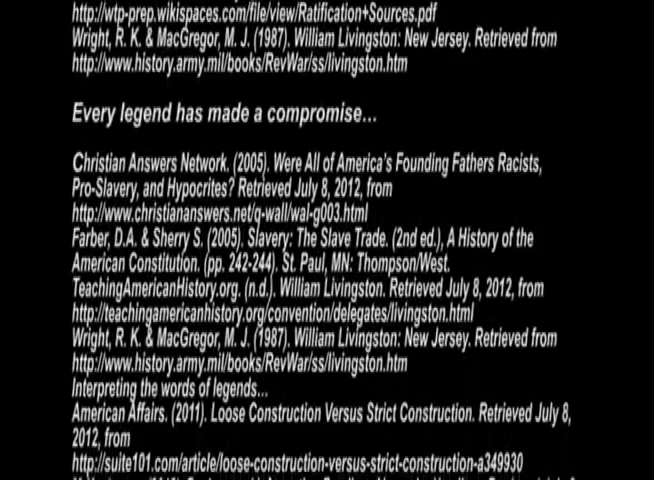 http://wtp-prep.wikispaces.com/file/view/Ratification+Sources.pdf
Wright, R. K. & MacGregor, M. J. (1987). William Livingston: New Jersey. Retrieved from
http://www.history.army.mil/books/RevWar/ss/livingston.htm
Every legend has made a compromise...
Christian Answers Network. (2005). Were All of America's Founding Fathers Racists,
Pro-Slavery, and Hypocrites? Retrieved July 8, 2012, from
http://www.christiananswers.net/q-wall/wal-g003.html
Farber, D.A. & Sherry S. (2005). Slavery: The Slave Trade. (2nd ed.), A History of the
American Constitution. (pp. 242-244). St. Paul, MN: Thompson/West.
TeachingAmericanHistory.org. (n.d.). William Livingston. Retrieved July 8, 2012, from
http://teachingamericanhistory.org/convention/delegates/livingston.html
Wright, R. K. & MacGregor, M. J. (1987). William Livingston: New Jersey. Retrieved from
http://www.history.army.mil/books/RevWar/ss/livingston.htm
Interpreting the words of legends...
American Affairs. (2011). Loose Construction Versus Strict Construction. Retrieved July 8,
2012, from
http://suite101.com/article/loose-construction-versus-strict-construction-a349930